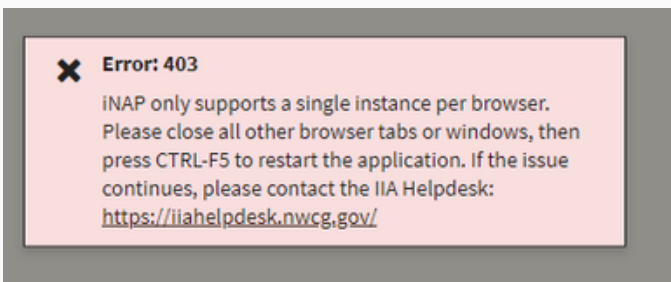 Error: 403
iNAP only supports a single instance per browser.
Please close all other browser tabs or windows, then
press CTRL-F5 to restart the application. If the issue
continues, please contact the IIA Helpdesk:
https://iiahelpdesk.nwcg.gov/